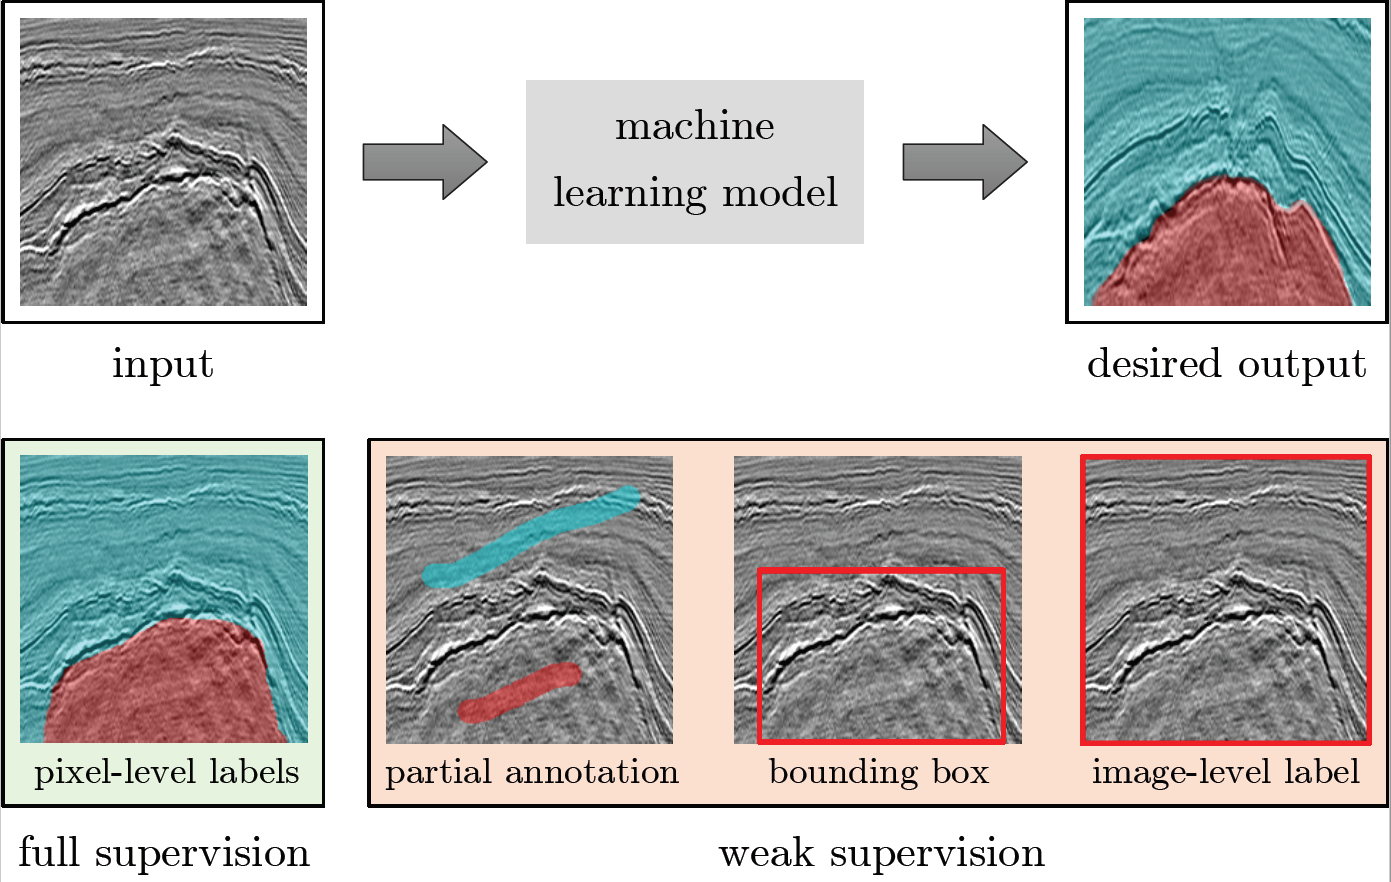 machine
learning model
input
desired output
pixel-level labels
partial annotation
bounding box
image-level label
full supervision
weak supervision